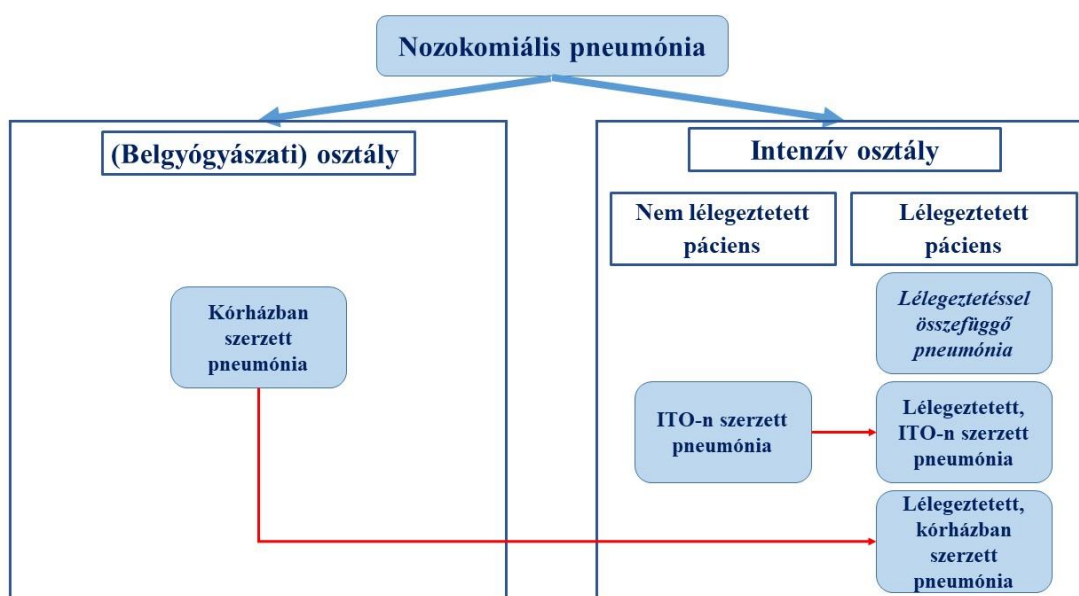 Nozokomiális pneumónia
(Belgyógyászati) osztály
Kórházban
szerzett
pneumónia
Intenzív osztály
Nem lélegeztetett
páciens
Lélegeztetett
páciens
Lélegeztetéssel
összefüggő
pneumónia
ITO-n szerzett
pneumónia
Lélegeztetett,
ITO-n szerzett
pneumónia
Lélegeztetett,
kórházban
szerzett
pneumónia